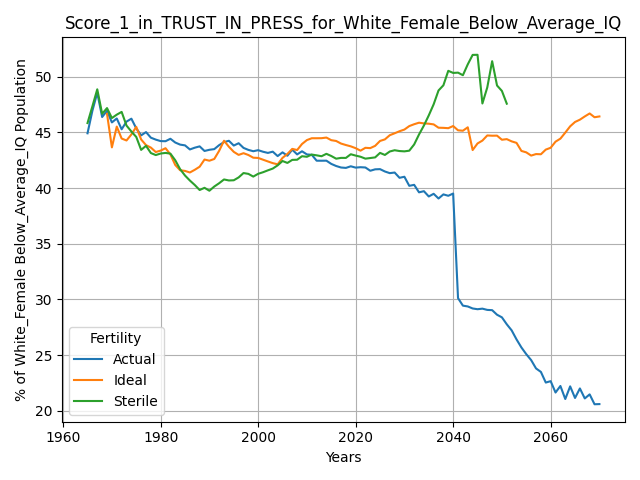 Score_1_in_TRUST_IN_PRESS_for_White_Female_Below_Average_IQ
% of White_Female Below_Average_IQ Population
50
45
40
35
30
25
20
Fertility
Actual
Ideal
Sterile
1960 1980 2000 2020 2040 2060
Years